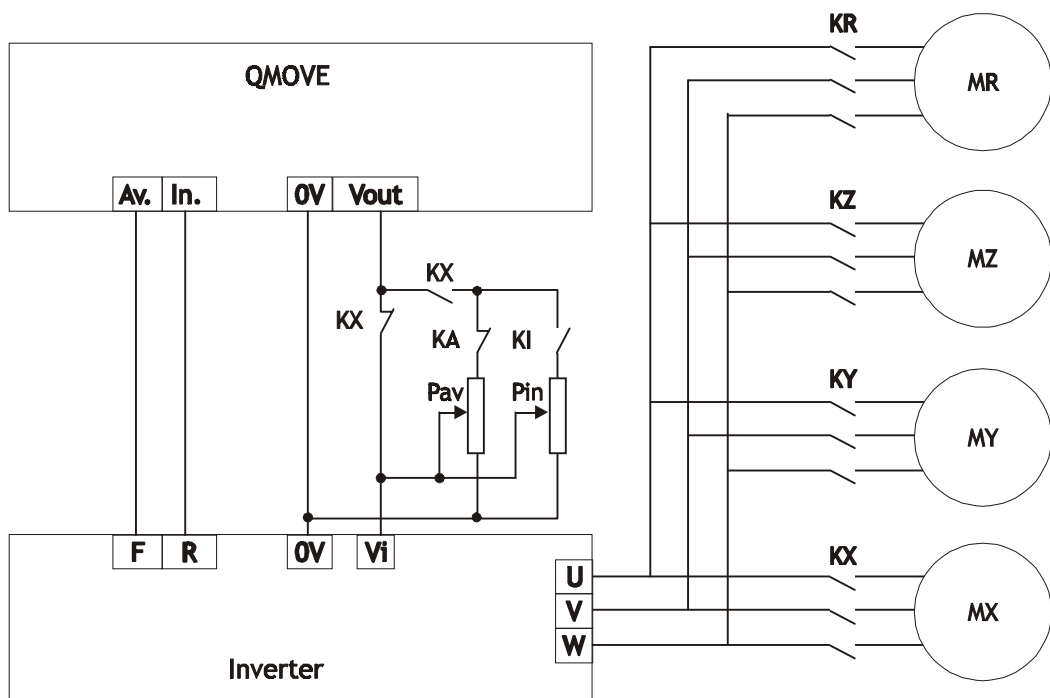 QMOVE
Av. In. 0V Vout
KX
KX
KA KI
Pav Pin
F R 0V Vi
U
V
W
Inverter
KR
MR
KZ
MZ
KY
MY
KX
MX